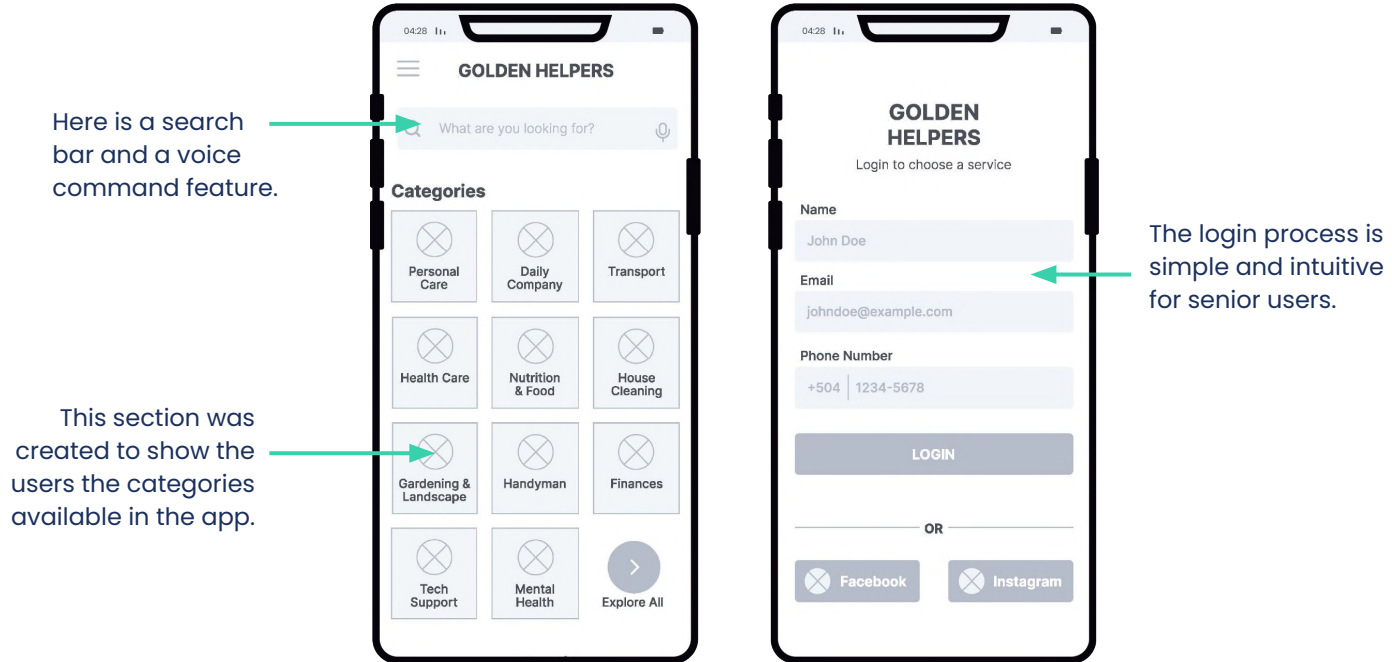 Here is a search
bar and a voice
command feature.
This section was
created to show the
users the categories
available in the app.
04:28
GOLDEN HELPERS
What are you looking for?
Categories
Personal
Care
Daily
Company
Transport
Health Care
Nutrition
& Food
House
Cleaning
Gardening &
Landscape
Handyman
Finances
Tech
Support
Mental
Health
Explore All
04:28
GOLDEN
HELPERS
Login to choose a service
Name
John Doe
Email
johndoe@example.com
Phone Number
+504 1234-5678
LOGIN
OR
Facebook
Instagram
The login process is
simple and intuitive
for senior users.